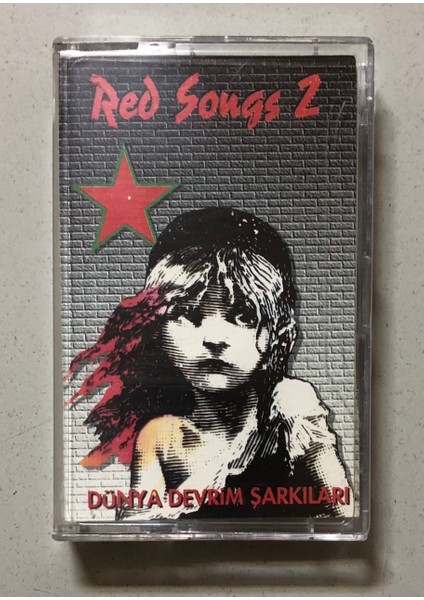 Red Songs 2
DÜNYA DEVRİM ŞARKILARI